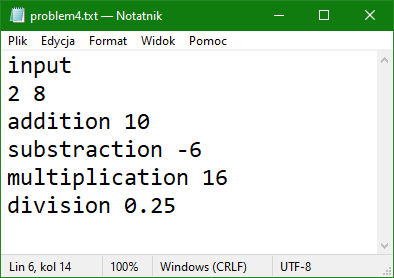 problem4.txt — Notatnik
Plik Edycja Format Widok Pomoc
input
2 8
addition 10
substraction -6
multiplication 16
division 0.25
Lin 6, kol 14 100% Windows (CRLF) UTF-8